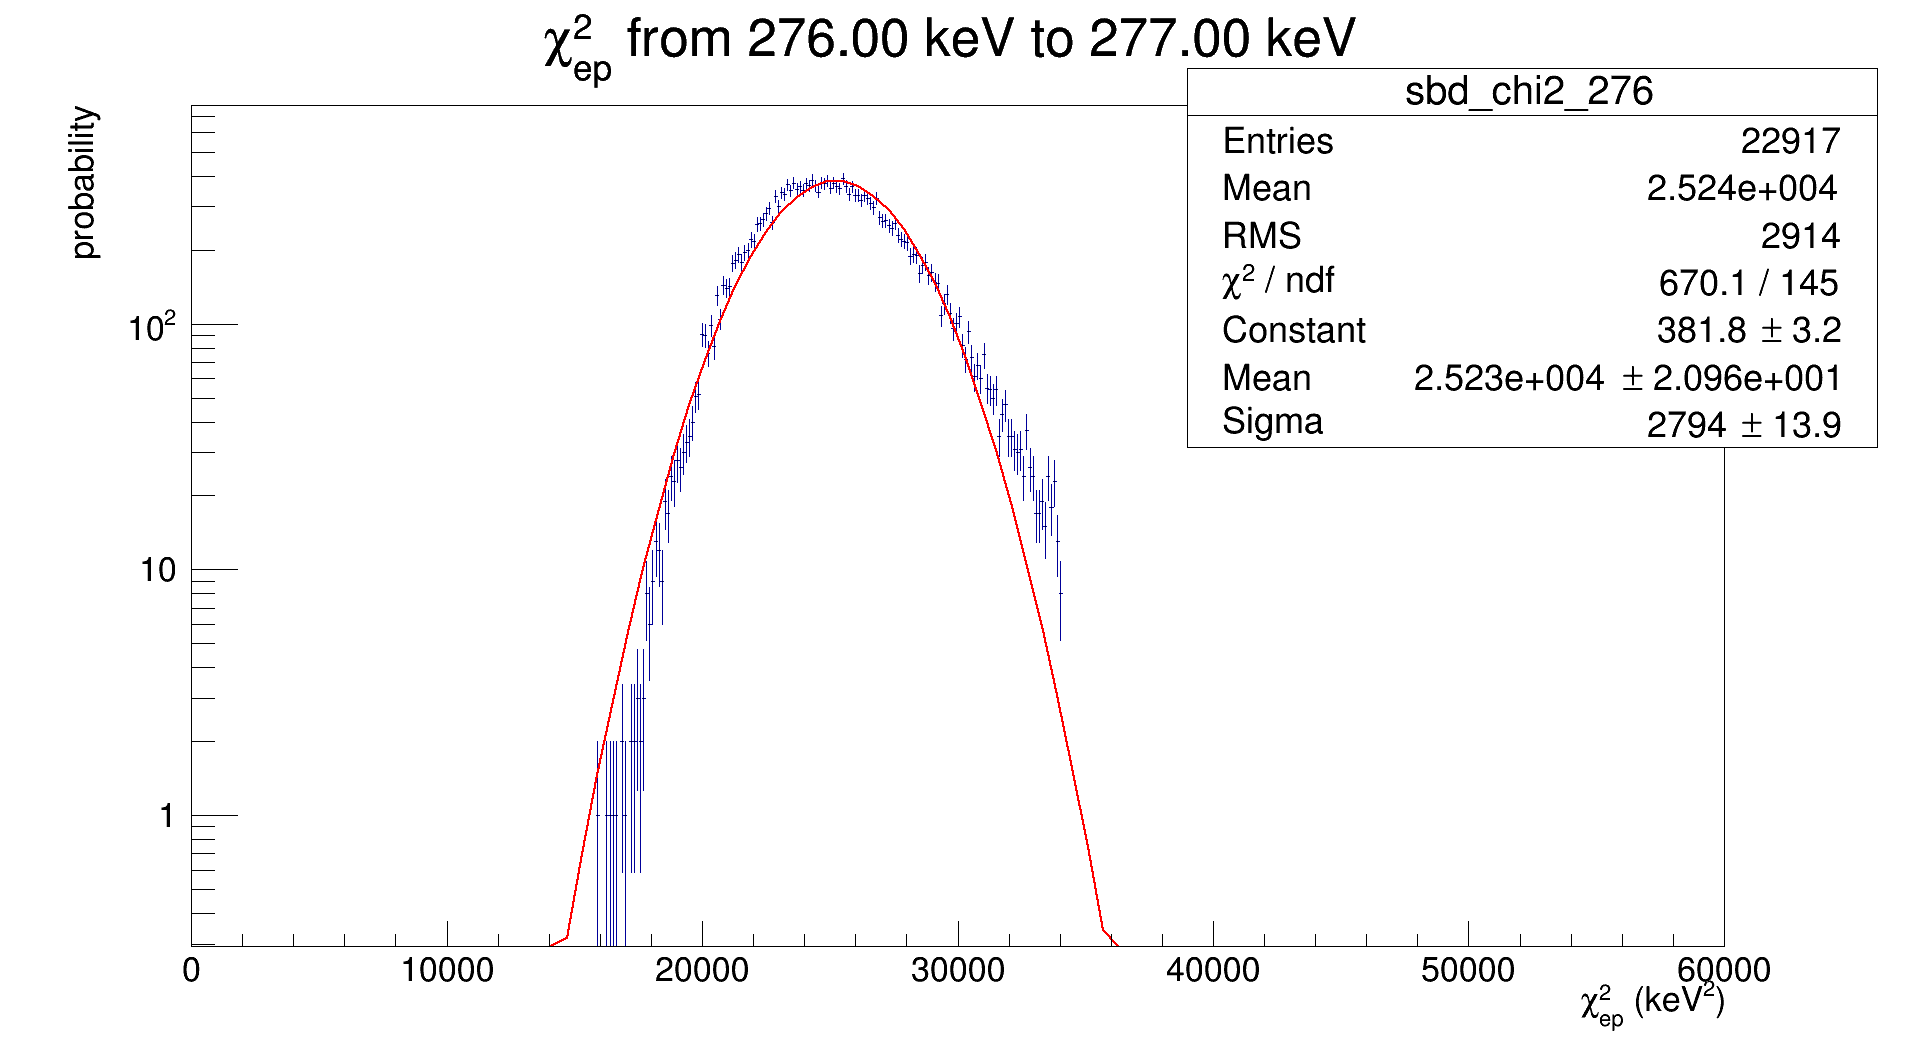 χ²ep from 276.00 keV to 277.00 keV
sbd_chi2_276
Entries 22917
Mean 2.524e+004
RMS 2914
χ² / ndf 670.1 / 145
Constant 381.8 ± 3.2
Mean 2.523e+004 ± 2.096e+001
Sigma 2794 ± 13.9
probability
10²
10
1
0 10000 20000 30000 40000 50000 60000
χ²ep (keV²)